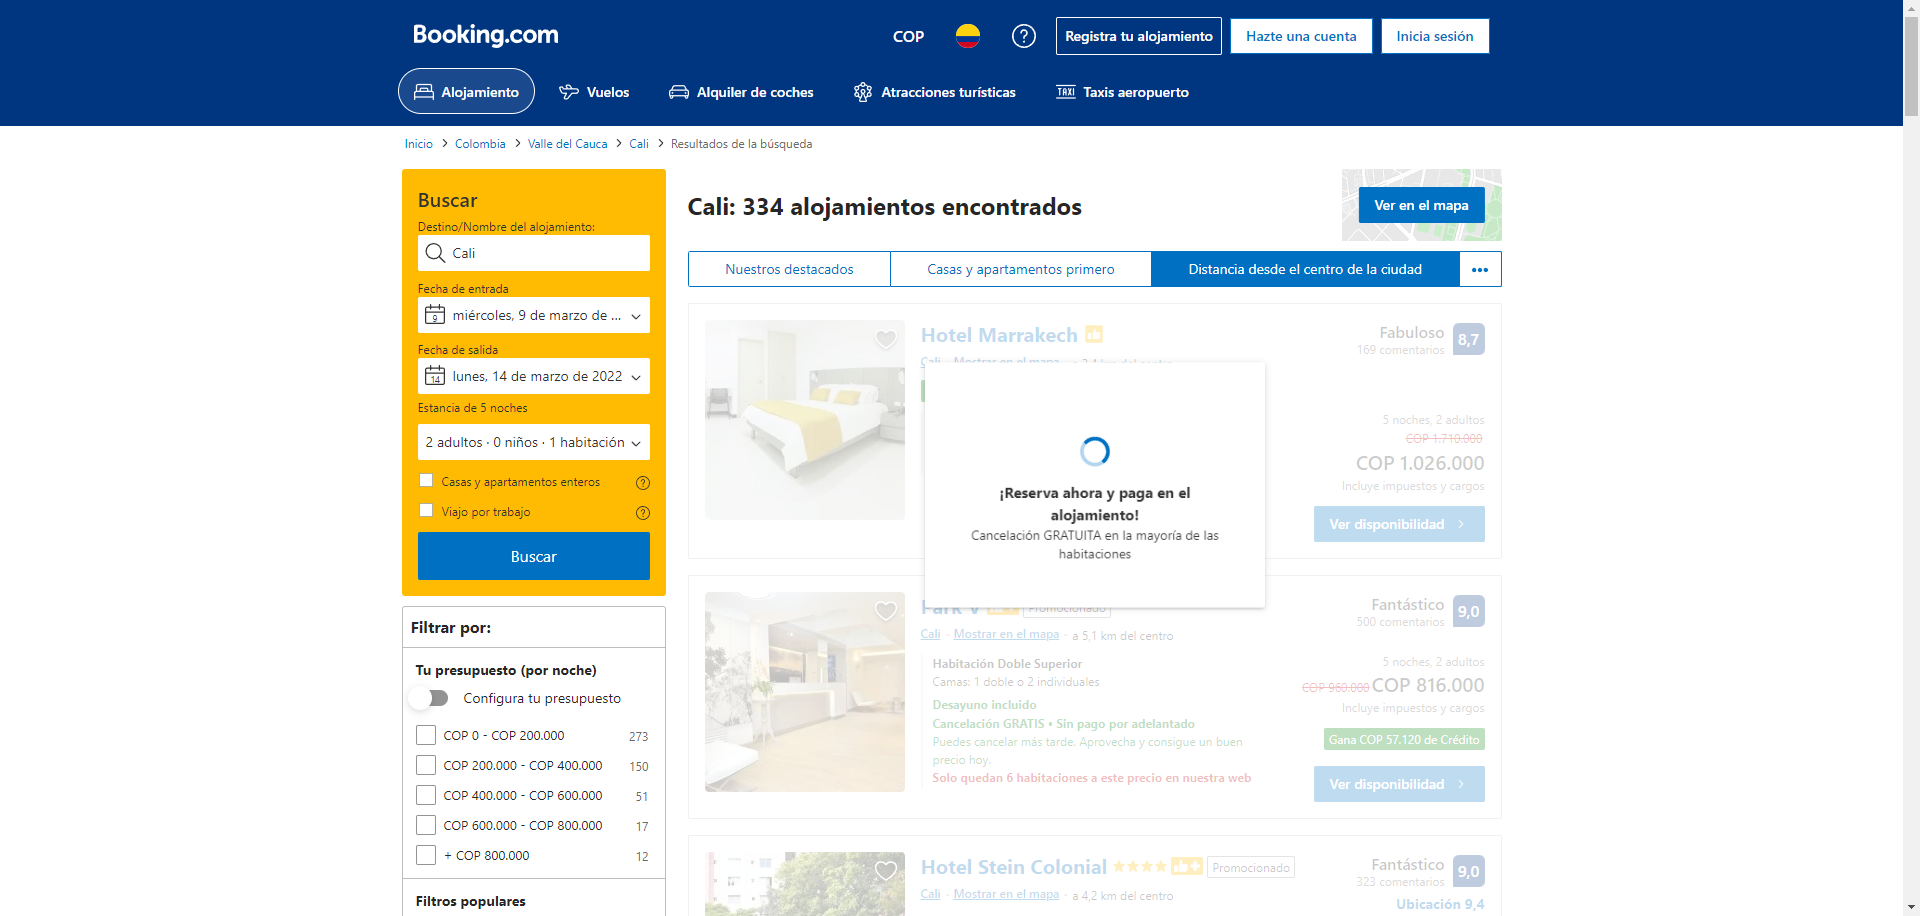 Booking.com
COP
Registra tu alojamiento
Hazte una cuenta
Inicia sesión
Alojamiento
Vuelos
Alquiler de coches
Atracciones turísticas
TAXI
Taxis aeropuerto
Inicio > Colombia > Valle del Cauca > Cali > Resultados de la búsqueda
Buscar
Destino/Nombre del alojamiento:
Cali
Fecha de entrada
9
miércoles, 9 de marzo de ...
Fecha de salida
14
lunes, 14 de marzo de 2022
Estancia de 5 noches
2 adultos · 0 niños · 1 habitación
Casas y apartamentos enteros
Viajo por trabajo
Buscar
Filtrar por:
Tu presupuesto (por noche)
Configura tu presupuesto
COP 0 - COP 200.000 273
COP 200.000 - COP 400.000 150
COP 400.000 - COP 600.000 51
COP 600.000 - COP 800.000 17
+ COP 800.000 12
Filtros populares
Cali: 334 alojamientos encontrados
Ver en el mapa
Nuestros destacados
Casas y apartamentos primero
Distancia desde el centro de la ciudad
Hotel Marrakech
Fabuloso
169 comentarios
8,7
Cali · Mostrar en el mapa
5 noches, 2 adultos
COP 1.710.000
COP 1.026.000
Incluye impuestos y cargos
Ver disponibilidad
¡Reserva ahora y paga en el
alojamiento!
Cancelación GRATUITA en la mayoría de las
habitaciones
Park V
Promocionado
Fantástico
500 comentarios
9,0
Cali · Mostrar en el mapa · a 5,1 km del centro
Habitación Doble Superior
Camas: 1 doble o 2 individuales
Desayuno incluido
Cancelación GRATIS • Sin pago por adelantado
Puedes cancelar más tarde. Aprovecha y consigue un buen
precio hoy.
Solo quedan 6 habitaciones a este precio en nuestra web
5 noches, 2 adultos
COP 960.000 COP 816.000
Incluye impuestos y cargos
Gana COP 57.120 de Crédito
Ver disponibilidad
Hotel Stein Colonial
Promocionado
Fantástico
323 comentarios
9,0
Cali · Mostrar en el mapa · a 4,2 km del centro
Ubicación 9,4